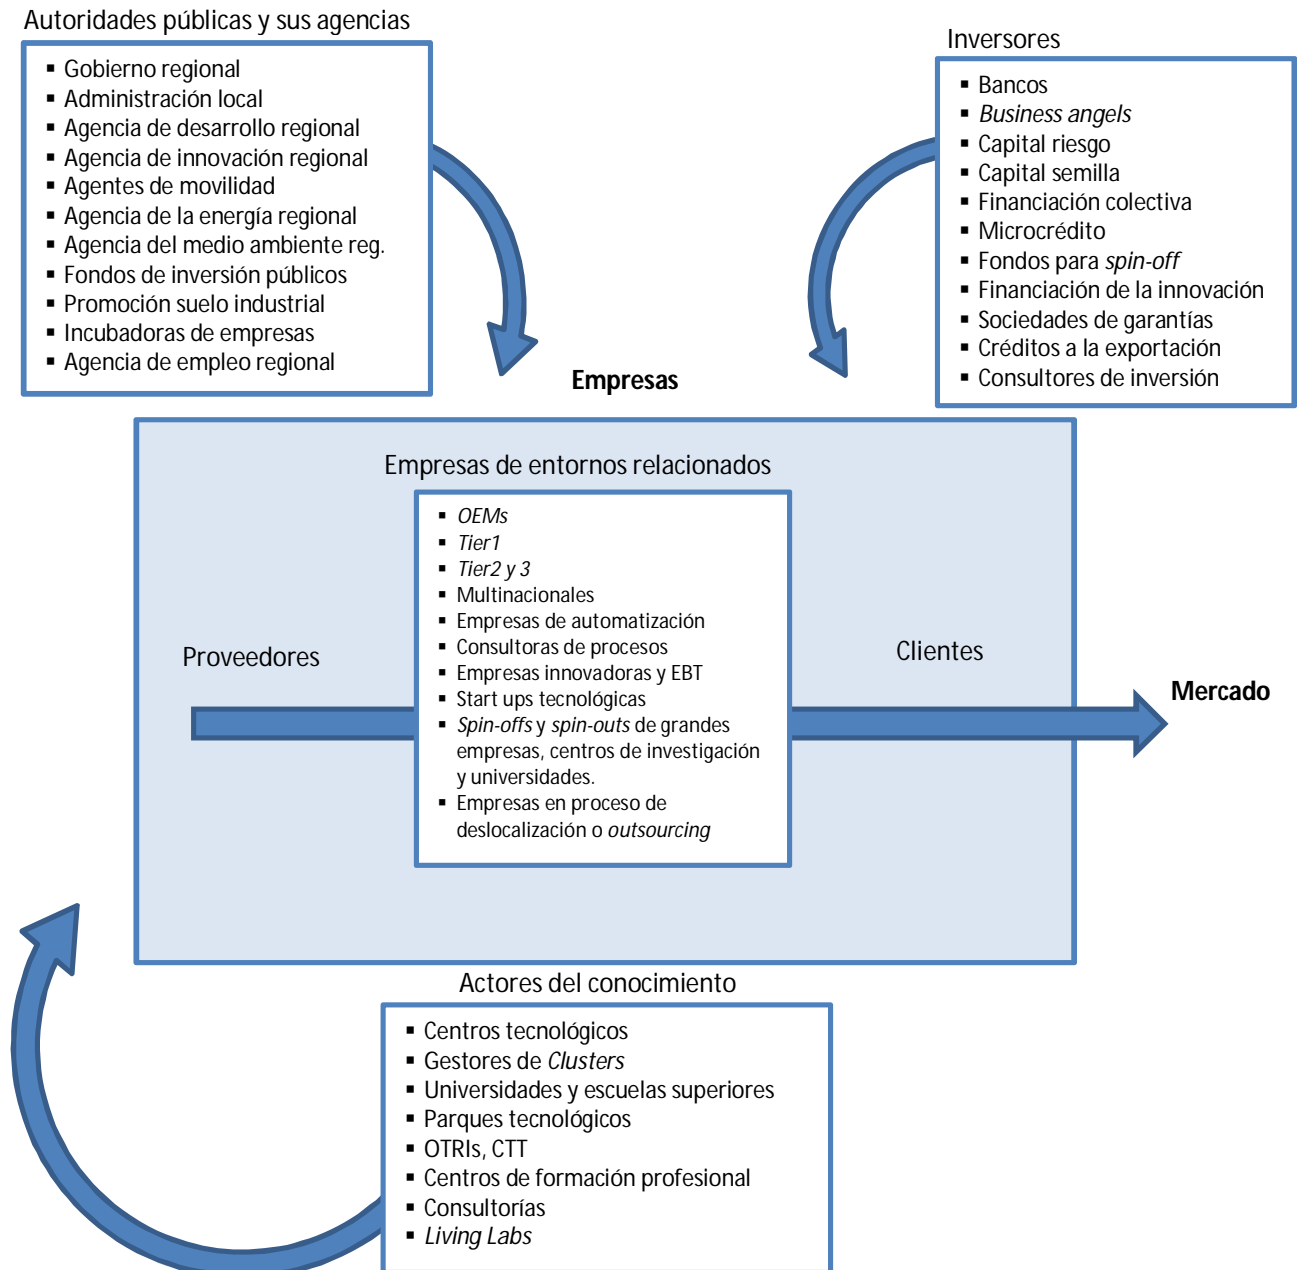 Autoridades públicas y sus agencias
▪ Gobierno regional
▪ Administración local
▪ Agencia de desarrollo regional
▪ Agencia de innovación regional
▪ Agentes de movilidad
▪ Agencia de la energía regional
▪ Agencia del medio ambiente reg.
▪ Fondos de inversión públicos
▪ Promoción suelo industrial
▪ Incubadoras de empresas
▪ Agencia de empleo regional
Inversores
▪ Bancos
▪ Business angels
▪ Capital riesgo
▪ Capital semilla
▪ Financiación colectiva
▪ Microcrédito
▪ Fondos para spin-off
▪ Financiación de la innovación
▪ Sociedades de garantías
▪ Créditos a la exportación
▪ Consultores de inversión
Empresas
Empresas de entornos relacionados
▪ OEMs
▪ Tier1
▪ Tier2 y 3
▪ Multinacionales
▪ Empresas de automatización
▪ Consultoras de procesos
▪ Empresas innovadoras y EBT
▪ Start ups tecnológicas
▪ Spin-offs y spin-outs de grandes
empresas, centros de investigación
y universidades.
▪ Empresas en proceso de
deslocalización o outsourcing
Proveedores
Clientes
Mercado
Actores del conocimiento
▪ Centros tecnológicos
▪ Gestores de Clusters
▪ Universidades y escuelas superiores
▪ Parques tecnológicos
▪ OTRIs, CTT
▪ Centros de formación profesional
▪ Consultorías
▪ Living Labs